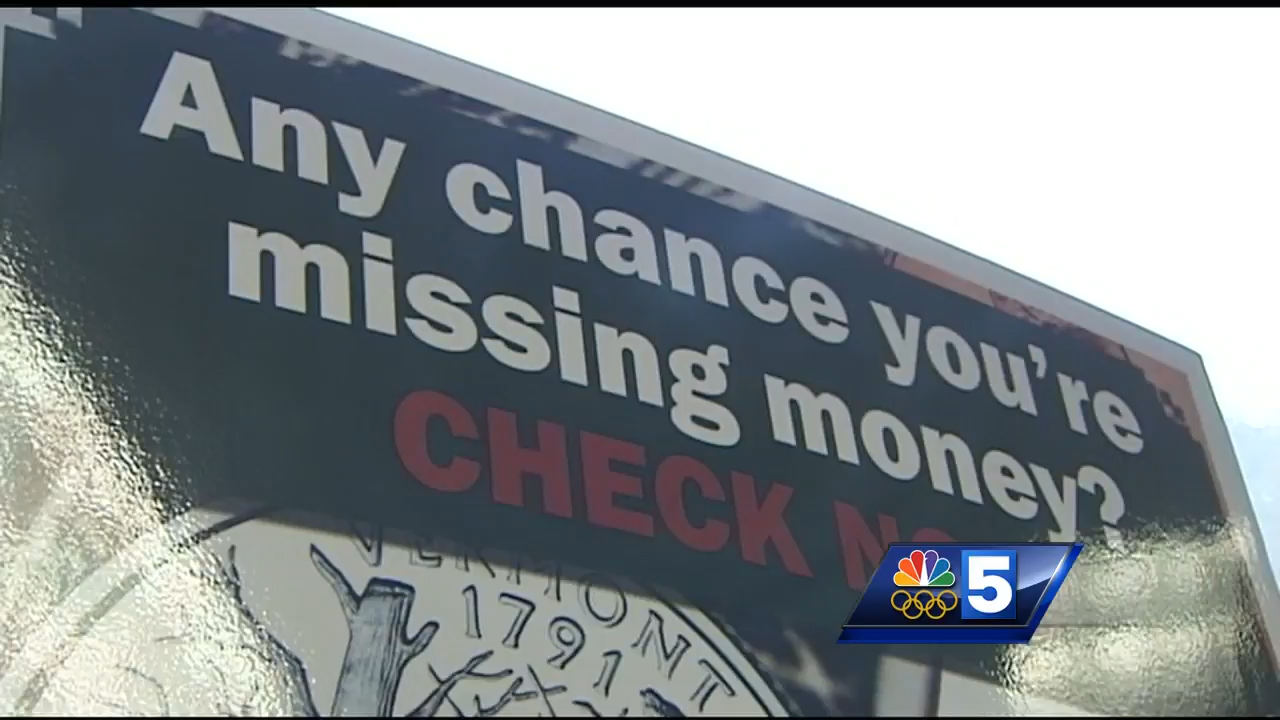 Any chance you're
missing money?
CHECK
VERMONT
1791
5